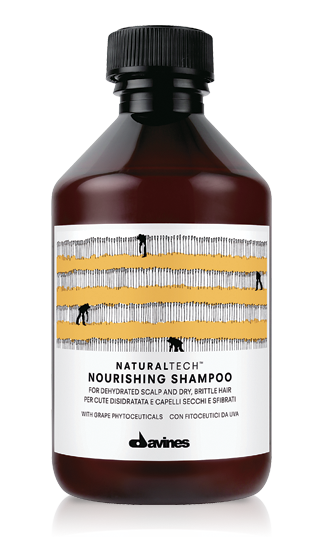 NATURALTECH™
NOURISHING SHAMPOO
FOR DEHYDRATED SCALP AND DRY, BRITTLE HAIR
PER CUTE DISIDRATATA E CAPELLI SECCHI E SFIBRATI
WITH GRAPE PHYTOCEUTICALS CON FITOCEUTICI DA UVA
davines